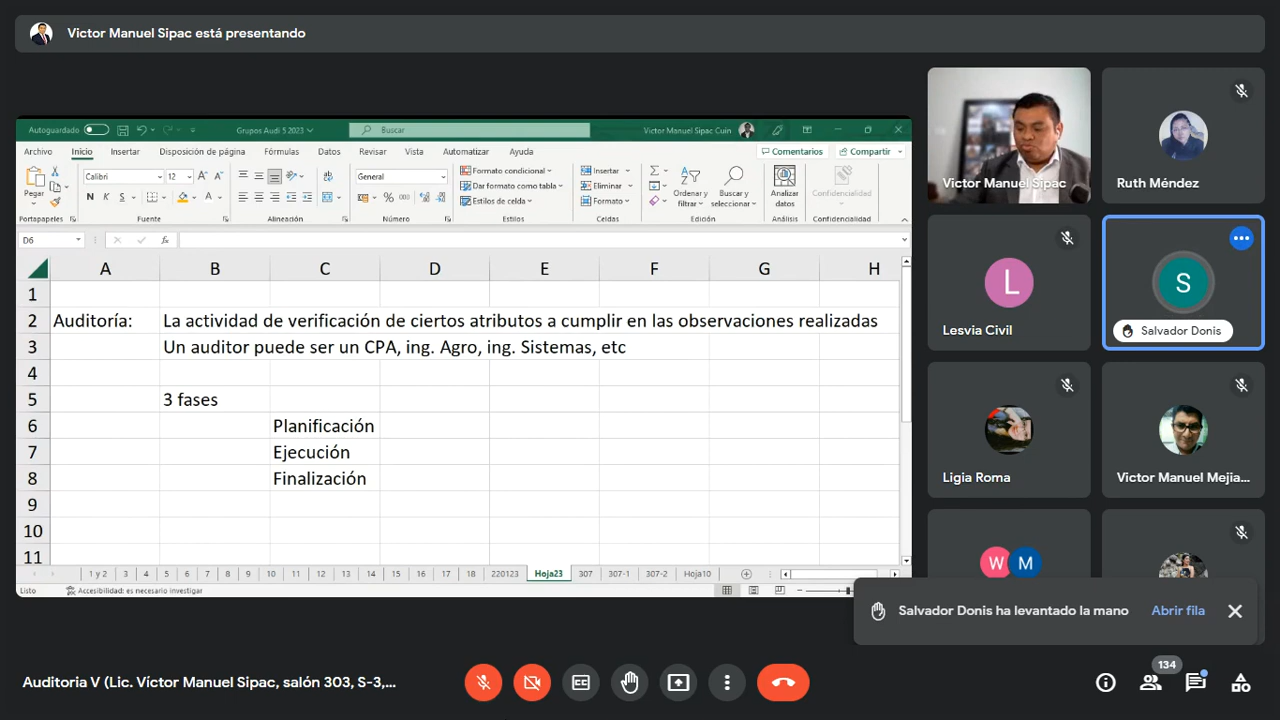 Victor Manuel Sipac está presentando
Autoguardado
Grupos Audi 5 2023
Buscar
Victor Manuel Sipac Cuin
Archivo Inicio Insertar Disposición de página Fórmulas Datos Revisar Vista Automatizar Ayuda Comentarios Compartir
Pegar
Calibri 12
N K S
General
Formato condicional
Dar formato como tabla
Estilos de celda
Insertar
Eliminar
Formato
Ordenar y filtrar
Buscar y seleccionar
Analizar datos
Confidencialidad
Portapapeles Fuente Alineación Número Estilos Celdas Edición Análisis Confidencialidad
D6 fx
A B C D E F G H
1
2 Auditoría: La actividad de verificación de ciertos atributos a cumplir en las observaciones realizadas
3 Un auditor puede ser un CPA, ing. Agro, ing. Sistemas, etc
4
5 3 fases
6 Planificación
7 Ejecución
8 Finalización
9
10
11
1 y 2 3 4 5 6 7 8 9 10 11 12 13 14 15 16 17 18 220123 Hoja23 307 307-1 307-2 Hoja10
Listo Accesibilidad: es necesario investigar
Victor Manuel Sipac
Ruth Méndez
L
Lesvia Civil
S
Salvador Donis
Ligia Roma
Victor Manuel Mejia...
W M
Salvador Donis ha levantado la mano Abrir fila
Auditoria V (Lic. Víctor Manuel Sipac, salón 303, S-3,...
134